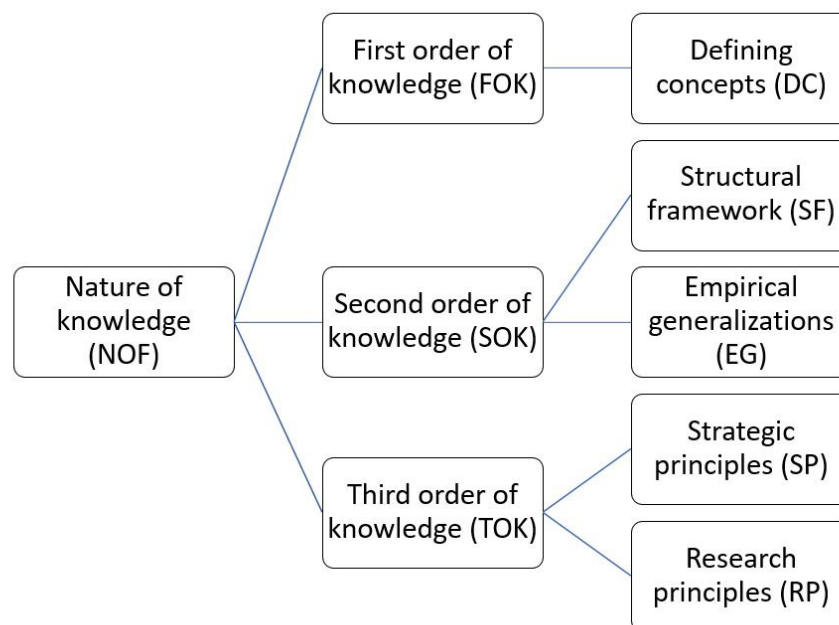 First order of
knowledge (FOK)
Defining
concepts (DC)
Structural
framework (SF)
Nature of
knowledge
(NOF)
Second order of
knowledge (SOK)
Empirical
generalizations
(EG)
Strategic
principles (SP)
Third order of
knowledge (TOK)
Research
principles (RP)